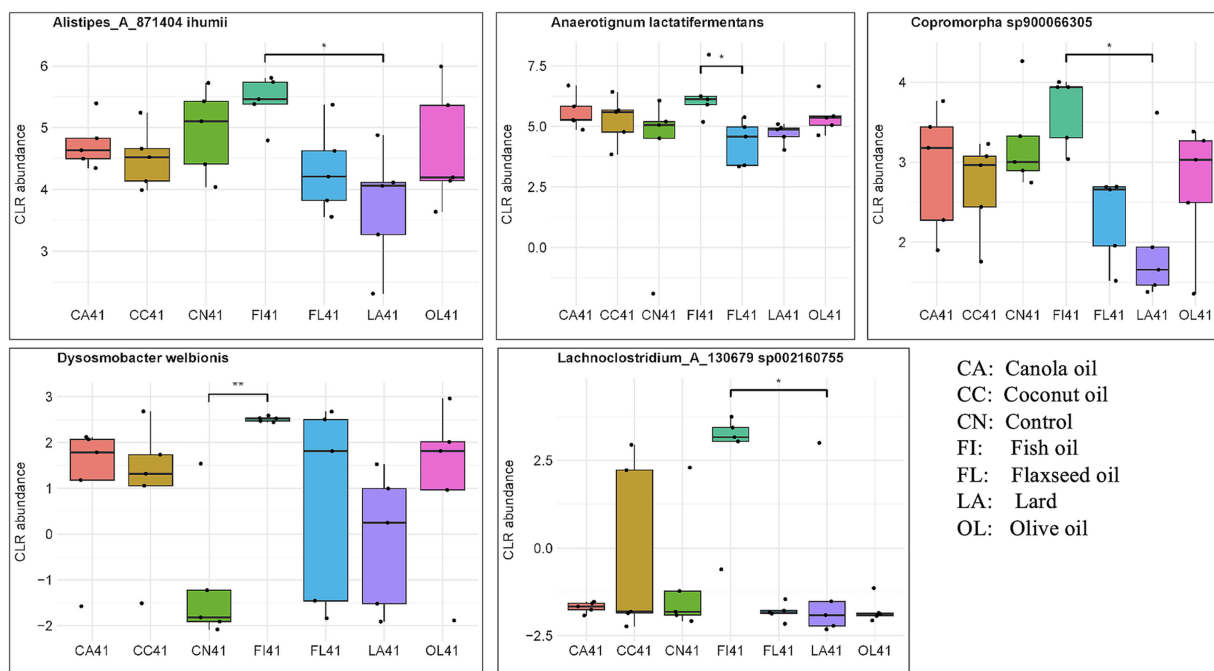 Alistipes_A_871404 ihumii
*
CLR abundance
6
5
4
3
CA41 CC41 CN41 FI41 FL41 LA41 OL41
Anaerotignum lactatifermentans
*
CLR abundance
7.5
5.0
2.5
0.0
CA41 CC41 CN41 FI41 FL41 LA41 OL41
Copromorpha sp900066305
*
CLR abundance
4
3
2
CA41 CC41 CN41 FI41 FL41 LA41 OL41
Dysosmobacter welbionis
**
CLR abundance
3
2
1
0
−1
−2
CA41 CC41 CN41 FI41 FL41 LA41 OL41
Lachnoclostridium_A_130679 sp002160755
*
CLR abundance
2.5
0.0
−2.5
CA41 CC41 CN41 FI41 FL41 LA41 OL41
CA: Canola oil
CC: Coconut oil
CN: Control
FI: Fish oil
FL: Flaxseed oil
LA: Lard
OL: Olive oil